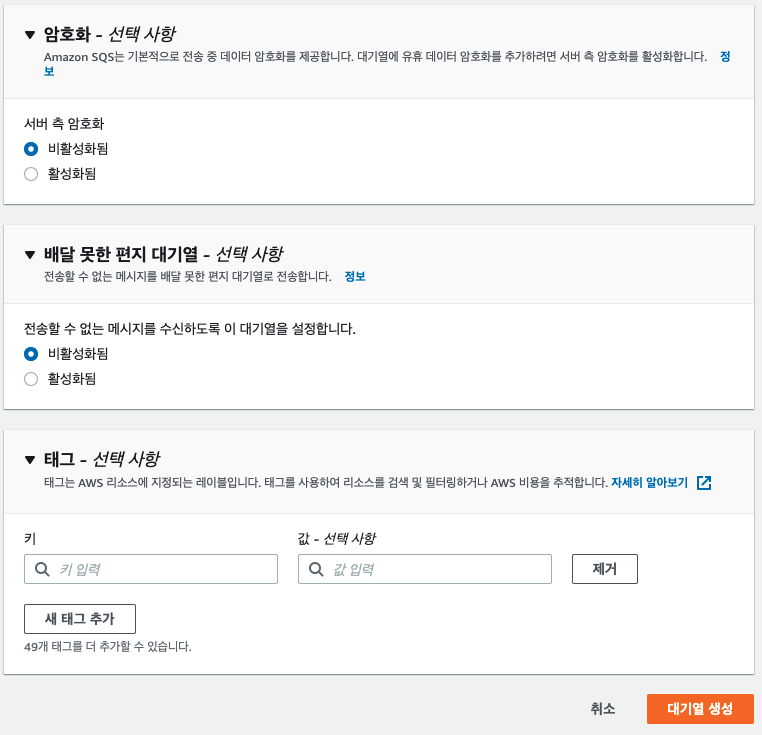 암호화 - 선택 사항
Amazon SQS는 기본적으로 전송 중 데이터 암호화를 제공합니다. 대기열에 유휴 데이터 암호화를 추가하려면 서버 측 암호화를 활성화합니다. 정
보
서버 측 암호화
비활성화됨
활성화됨
배달 못한 편지 대기열 - 선택 사항
전송할 수 없는 메시지를 배달 못한 편지 대기열로 전송합니다. 정보
전송할 수 없는 메시지를 수신하도록 이 대기열을 설정합니다.
비활성화됨
활성화됨
태그 - 선택 사항
태그는 AWS 리소스에 지정되는 레이블입니다. 태그를 사용하여 리소스를 검색 및 필터링하거나 AWS 비용을 추적합니다. 자세히 알아보기
키 값 - 선택 사항
키 입력 값 입력 제거
새 태그 추가
49개 태그를 더 추가할 수 있습니다.
취소 대기열 생성